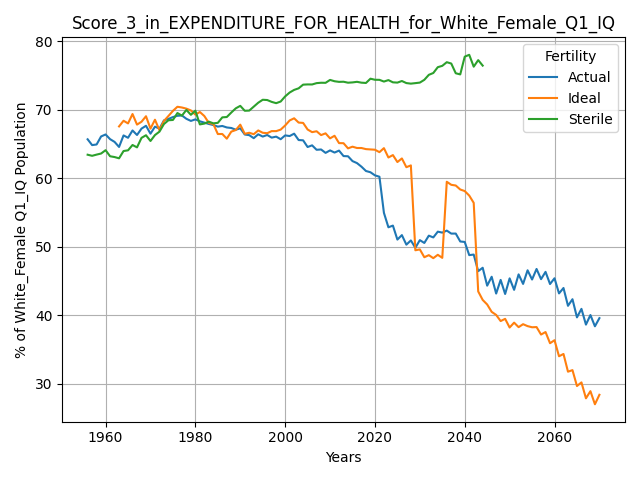 Score_3_in_EXPENDITURE_FOR_HEALTH_for_White_Female_Q1_IQ
% of White_Female Q1_IQ Population
80
70
60
50
40
30
Fertility
Actual
Ideal
Sterile
1960 1980 2000 2020 2040 2060
Years